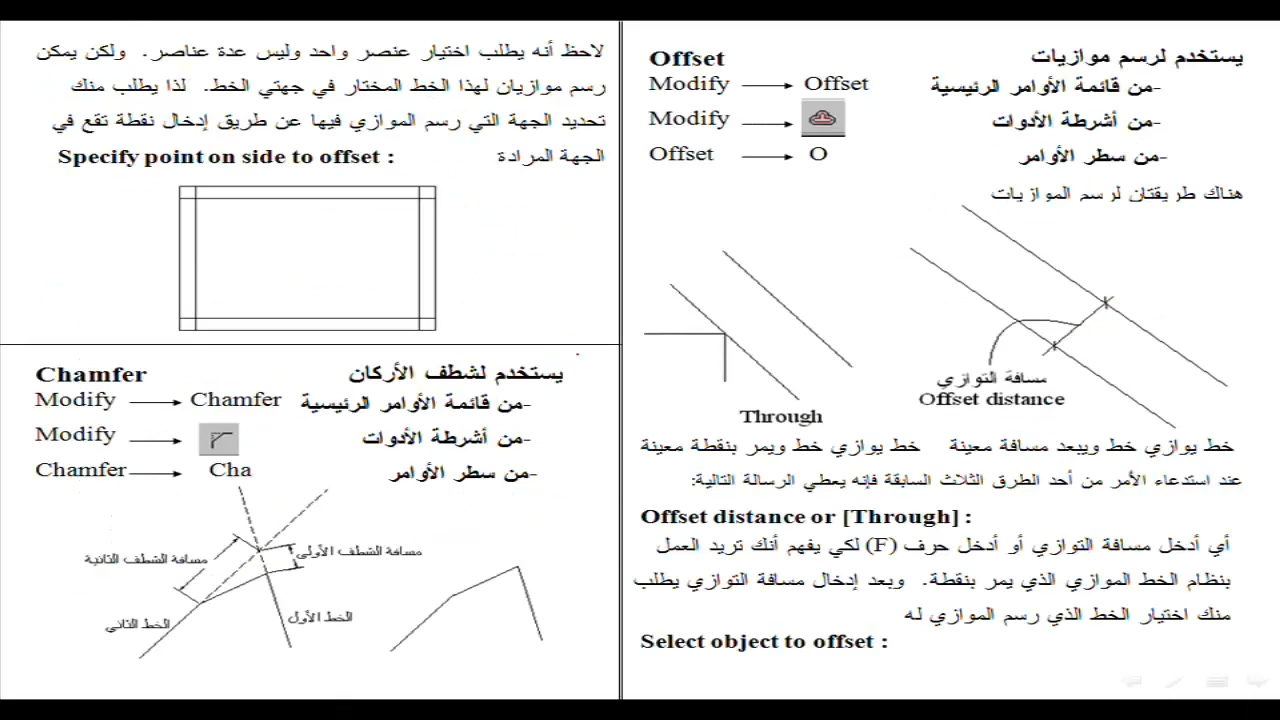 Offset يستخدم لرسم موازيات
Modify Offset -من قائمة الأوامر الرئيسية
Modify -من أشرطة الأدوات
Offset O -من سطر الأوامر
هناك طريقتان لرسم الموازيات
مسافة التوازي
Offset distance
Through
خط يوازي خط ويبعد مسافة معينة خط يوازي خط ويمر بنقطة معينة
عند استدعاء الأمر من أحد الطرق الثلاث السابقة فإنه يعطي الرسالة التالية:
Offset distance or [Through] :
أي أدخل مسافة التوازي أو أدخل حرف (F) لكي يفهم أنك تريد العمل
بنظام الخط الموازي الذي يمر بنقطة. وبعد إدخال مسافة التوازي يطلب
منك اختيار الخط الذي رسم الموازي له
Select object to offset :
لاحظ أنه يطلب اختيار عنصر واحد وليس عدة عناصر. ولكن يمكن
رسم موازيان لهذا الخط المختار في جهتي الخط. لذا يطلب منك
تحديد الجهة التي رسم الموازي فيها عن طريق إدخال نقطة تقع في
الجهة المرادة Specify point on side to offset :
Chamfer يستخدم لشطف الأركان
Modify Chamfer -من قائمة الأوامر الرئيسية
Modify -من أشرطة الأدوات
Chamfer Cha -من سطر الأوامر
مسافة الشطف الأولى
مسافة الشطف الثانية
الخط الأول
الخط الثاني